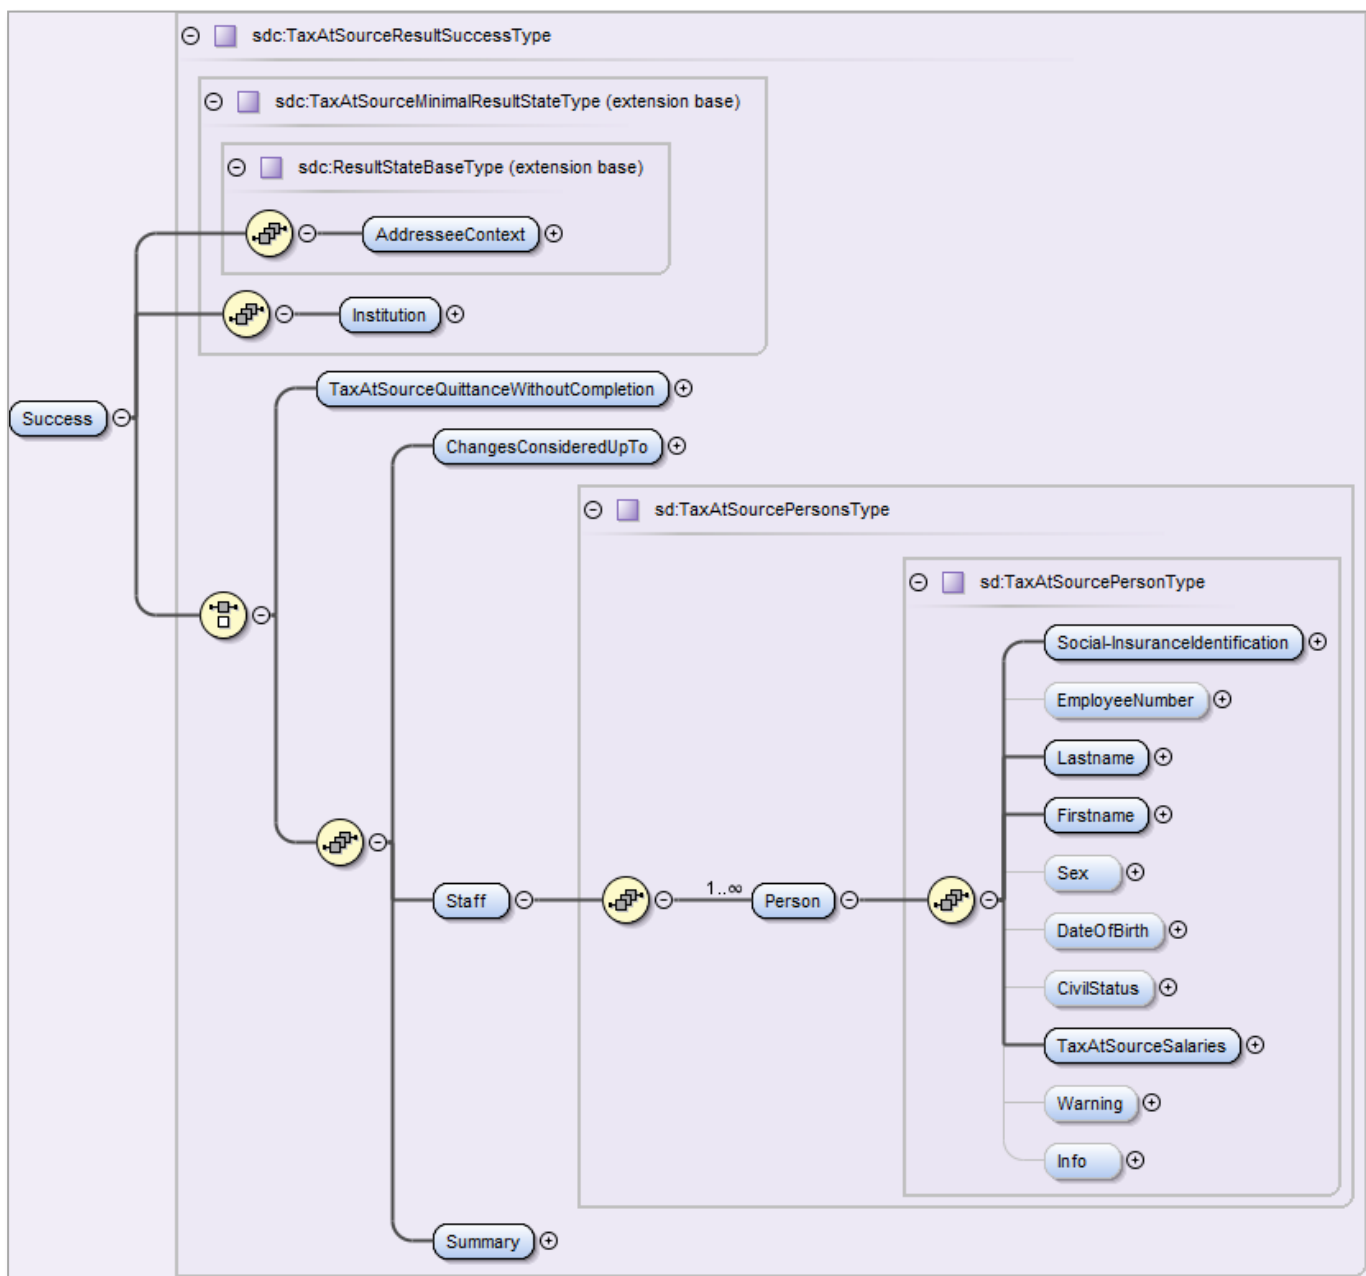 sdc:TaxAtSourceResultSuccessType
sdc:TaxAtSourceMinimalResultStateType (extension base)
sdc:ResultStateBaseType (extension base)
AddresseeContext
Institution
TaxAtSourceQuittanceWithoutCompletion
Success
ChangesConsideredUpTo
sd:TaxAtSourcePersonsType
sd:TaxAtSourcePersonType
Social-InsuranceIdentification
EmployeeNumber
Lastname
Firstname
Sex
Staff
1..∞
Person
DateOfBirth
CivilStatus
TaxAtSourceSalaries
Warning
Info
Summary